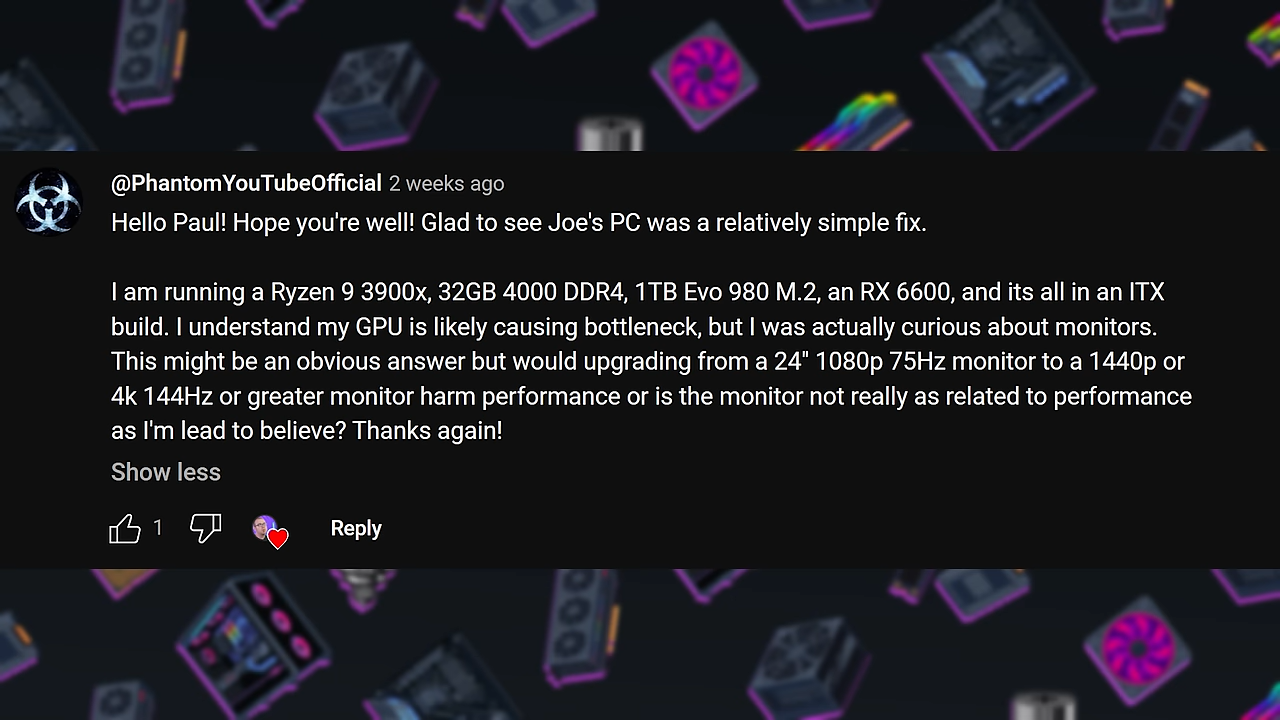 @PhantomYouTubeOfficial 2 weeks ago
Hello Paul! Hope you're well! Glad to see Joe's PC was a relatively simple fix.
I am running a Ryzen 9 3900x, 32GB 4000 DDR4, 1TB Evo 980 M.2, an RX 6600, and its all in an ITX
build. I understand my GPU is likely causing bottleneck, but I was actually curious about monitors.
This might be an obvious answer but would upgrading from a 24" 1080p 75Hz monitor to a 1440p or
4k 144Hz or greater monitor harm performance or is the monitor not really as related to performance
as I'm lead to believe? Thanks again!
Show less
1
Reply